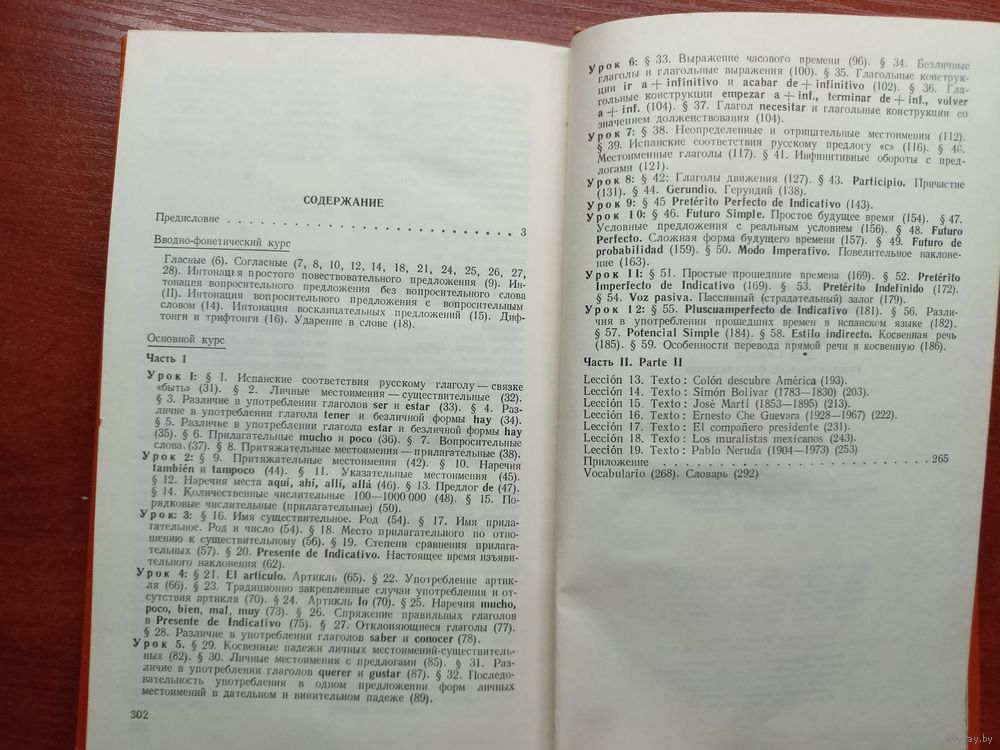 СОДЕРЖАНИЕ
Предисловие . . . . . . . . . . . . . . . . . . . . . . . 3
Вводно-фонетический курс
Гласные (6). Согласные (7, 8, 10, 12, 14, 18, 21, 24, 25, 26, 27,
28). Интонация простого повествовательного предложения (9). Ин-
тонация вопросительного предложения без вопросительного слова
(II). Интонация вопросительного предложения с вопросительным
словом (14). Интонация восклицательных предложений (15). Диф-
тонги и трифтонги (16). Ударение в слове (18).
Основной курс
Часть 1
Урок I: § I. Испанские соответствия русскому глаголу — связке
«быть» (31). § 2. Личные местоимения — существительные (32).
§ 3. Различие в употреблении глаголов ser и estar (33). § 4. Раз-
личие в употреблении глагола tener и безличной формы hay (34).
§ 5. Различье в употреблении глагола estar и безличной формы hay
(35). § 6. Прилагательные mucho и poco (36). § 7. Вопросительные
слова (37). § 8. Притяжательные местоимения — прилагательные (38).
Урок 2: § 9. Притяжательные местоимения (42). § 10. Наречия
también и tampoco (44). § 11. Указательные местоимения (45).
§ 12. Наречия места aquí, ahí, allí, allá (46). § 13. Предлог de (47).
§ 14. Количественные числительные 100—1000 000 (48). § 15. По-
рядковые числительные (прилагательные) (50).
Урок: 3: § 16. Имя существительное. Род (54). § 17. Имя прила-
гательное. Род и число (54). § 18. Место прилагательного по отно-
шению к существительному (56). § 19. Степени сравнения прилага-
тельных (57). § 20. Presente de Indicativo. Настоящее время изъяви-
тельного наклонения (62).
Урок 4: § 21. El artículo. Артикль (65). § 22. Употребление артик-
ля (66). § 23. Традиционно закрепленные случаи употребления и от-
сутствия артикля (70). § 24. Артикль lo (70). § 25. Наречия mucho,
poco, bien, mal, muy (73). § 26. Спряжение правильных глаголов
в Presente de Indicativo (75). § 27. Отклоняющиеся глаголы (77).
§ 28. Различие в употреблении глаголов saber и conocer (78).
Урок 5. § 29. Косвенные падежи личных местоимений-существитель-
ных (82). § 30. Личные местоимения с предлогами (85). § 31. Раз-
личие в употреблении глаголов querer и gustar (87). § 32. Последо-
вательность употребления в одном предложении форм личных
местоимений в дательном и винительном падеже (89).
302
Урок 6: § 33. Выражение часового времени (96). § 34. Безличные
глаголы и глагольные выражения (100). § 35. Глагольные конструк-
ции ir a + infinitivo и acabar de + infinitivo (102). § 36. Гла-
гольные конструкции empezar a + inf., terminar de + inf., volver
a + inf. (104). § 37. Глагол necesitar и глагольные конструкции со
значением долженствования (104).
Урок 7: § 38. Неопределенные и отрицательные местоимения (112).
§ 39. Испанские соответствия русскому предлогу «с» (116). § 40.
Местоименные глаголы (117). § 41. Инфинитивные обороты с пред-
логами (121).
Урок 8: § 42: Глаголы движения (127). § 43. Participio. Причастие
(131). § 44. Gerundio. Герундий (138).
Урок 9: § 45 Pretérito Perfecto de Indicativo (143).
Урок 10: § 46. Futuro Simple. Простое будущее время (154). § 47.
Условные предложения с реальным условием (156). § 48. Futuro
Perfecto. Сложная форма будущего времени (157). § 49. Futuro de
probabilidad (159). § 50. Modo Imperativo. Повелительное наклоне-
ние (163).
Урок 11: § 51. Простые прошедшие времена (169). § 52. Pretérito
Imperfecto de Indicativo (169). § 53. Pretérito Indefinido (172).
§ 54. Voz pasiva. Пассивный (страдательный) залог (179).
Урок 12: § 55. Pluscuamperfecto de Indicativo (181). § 56. Разли-
чия в употреблении прошедших времен в испанском языке (182).
§ 57. Potencial Simple (184). § 58. Estilo indirecto. Косвенная речь
(185). § 59. Особенности перевода прямой речи в косвенную (186).
Часть II. Parte II
Lección 13. Texto: Colón descubre América (193).
Lección 14. Texto: Simón Bolívar (1783—1830) (203).
Lección 15. Texto: José Martí (1853—1895) (213).
Lección 16. Texto: Ernesto Che Guevara (1928—1967) (222).
Lección 17. Texto: El compañero presidente (231).
Lección 18. Texto: Los muralistas mexicanos (243).
Lección 19. Texto: Pablo Neruda (1904—1973) (253)
Приложение . . . . . . . . . . . . . . . . . . . . . 265
Vocabulario (268). Словарь (292)
www.ay.by